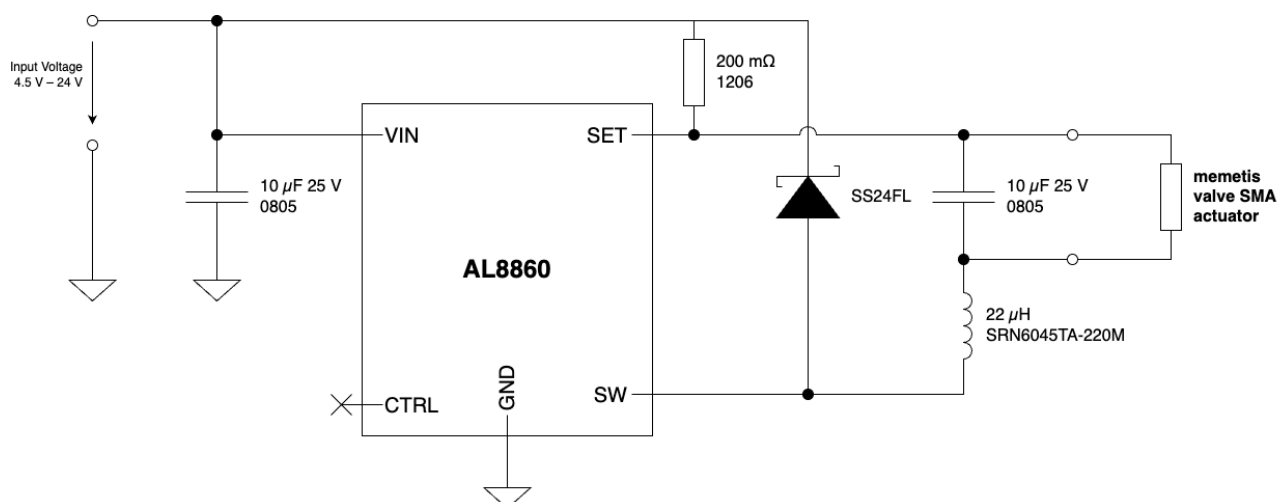 Input Voltage
4.5 V – 24 V
200 mΩ
1206
VIN
SET
10 µF 25 V
0805
SS24FL
10 µF 25 V
0805
memetis
valve SMA
actuator
AL8860
22 µH
SRN6045TA-220M
CTRL
GND
SW